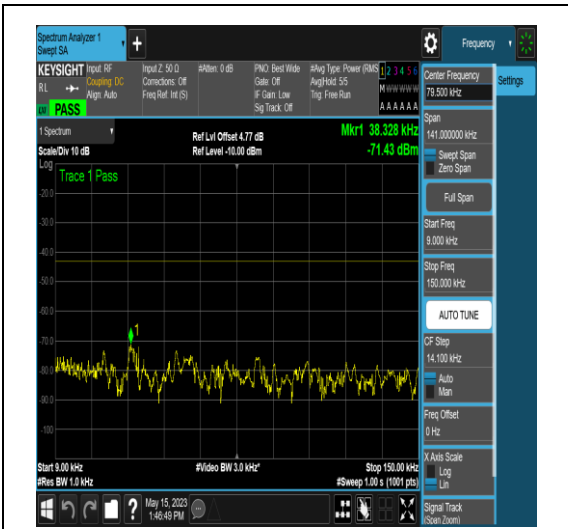 Spectrum Analyzer 1
Swept SA
+
Frequency
KEYSIGHT
RL
PASS
Input: RF
Coupling: DC
Align: Auto
Input Z: 50 Ω
Corrections: Off
Freq Ref: Int (S)
#Atten: 0 dB
PNO: Best Wide
Gate: Off
IF Gain: Low
Sig Track: Off
#Avg Type: Power (RMS
Avg|Hold: 5/5
Trig: Free Run
1 2 3 4 5 6
M W W W W W
A A A A A A
1 Spectrum
Scale/Div 10 dB
Ref Lvl Offset 4.77 dB
Ref Level -10.00 dBm
Mkr1 38.328 kHz
-71.43 dBm
Log
Trace 1 Pass
-20.0
-30.0
-40.0
-50.0
-60.0
-70.0
-80.0
-90.0
-100
1
Start 9.00 kHz
#Res BW 1.0 kHz
#Video BW 3.0 kHz*
Stop 150.00 kHz
#Sweep 1.00 s (1001 pts)
Center Frequency
79.500 kHz
Settings
Span
141.000000 kHz
Swept Span
Zero Span
Full Span
Start Freq
9.000 kHz
Stop Freq
150.000 kHz
AUTO TUNE
CF Step
14.100 kHz
Auto
Man
Freq Offset
0 Hz
X Axis Scale
Log
Lin
Signal Track
(Span Zoom)
?
May 15, 2023
1:46:49 PM